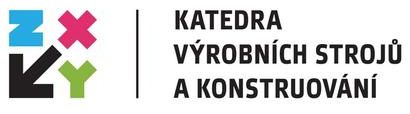 Z X
Y
KATEDRA
VÝROBNÍCH STROJŮ
A KONSTRUOVÁNÍ